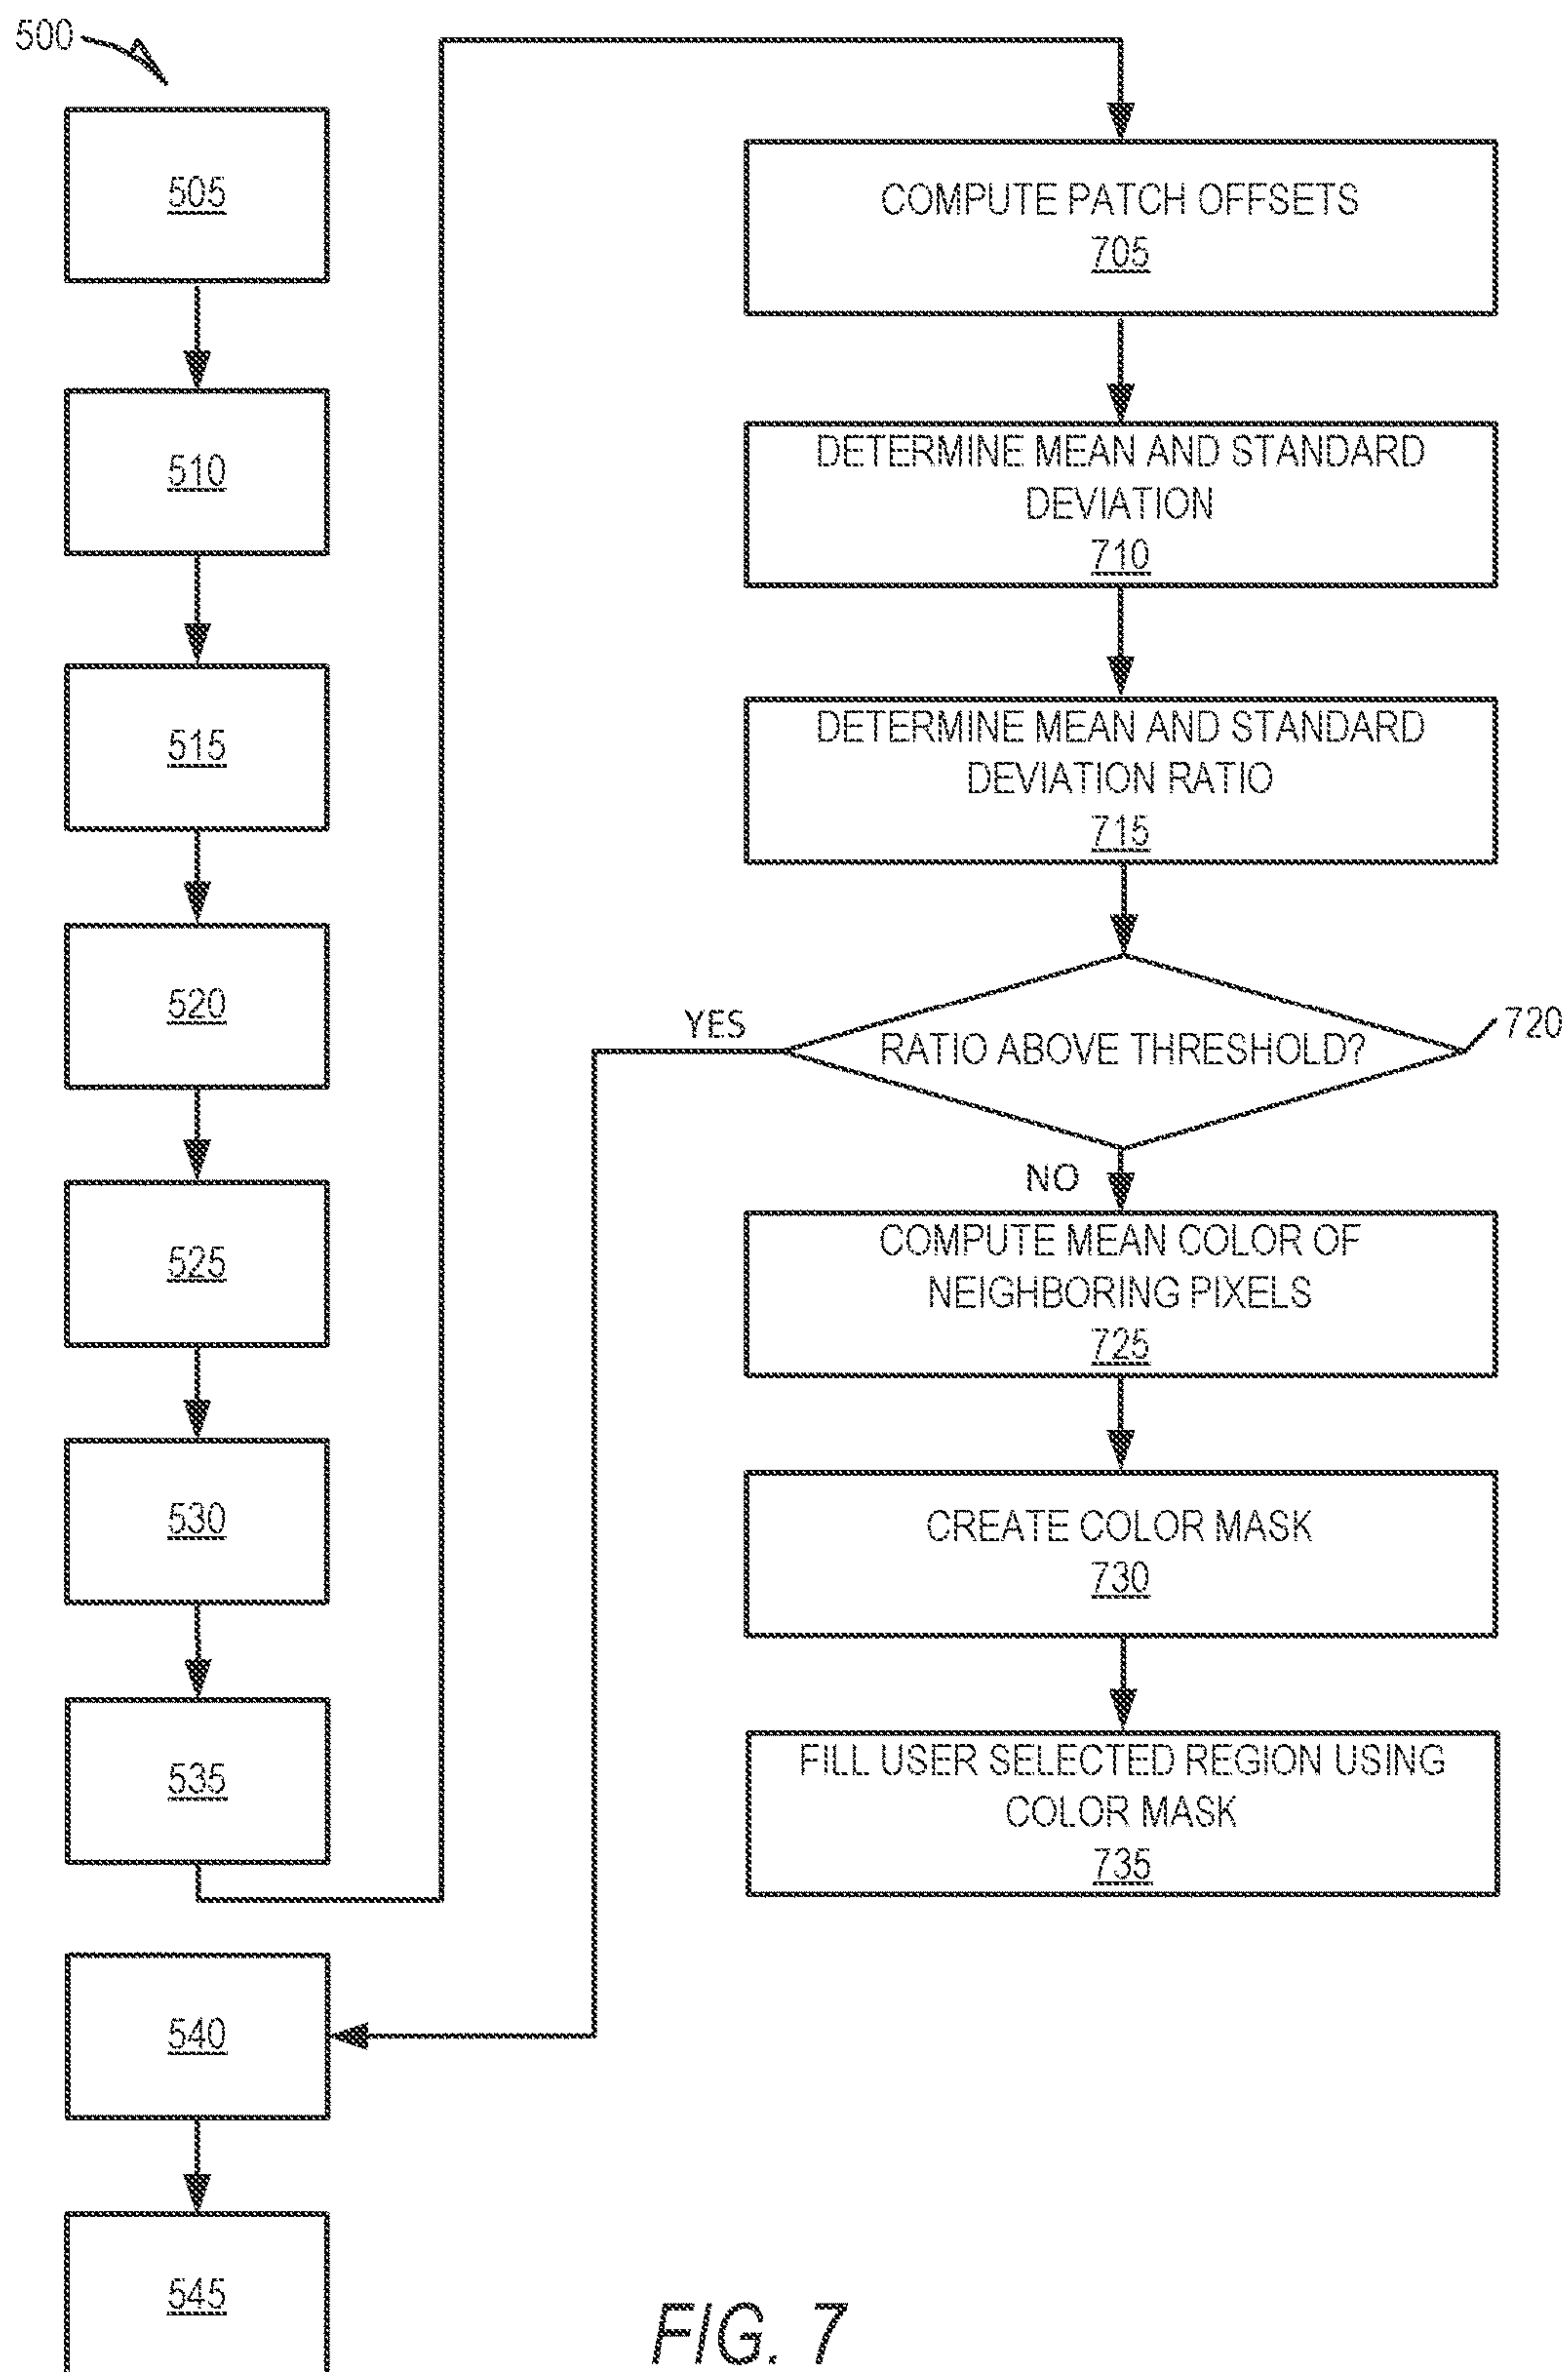 500
505
510
515
520
525
530
535
540
545
COMPUTE PATCH OFFSETS
705
DETERMINE MEAN AND STANDARD
DEVIATION
710
DETERMINE MEAN AND STANDARD
DEVIATION RATIO
715
YES
RATIO ABOVE THRESHOLD?
720
NO
COMPUTE MEAN COLOR OF
NEIGHBORING PIXELS
725
CREATE COLOR MASK
730
FILL USER SELECTED REGION USING
COLOR MASK
735
FIG. 7